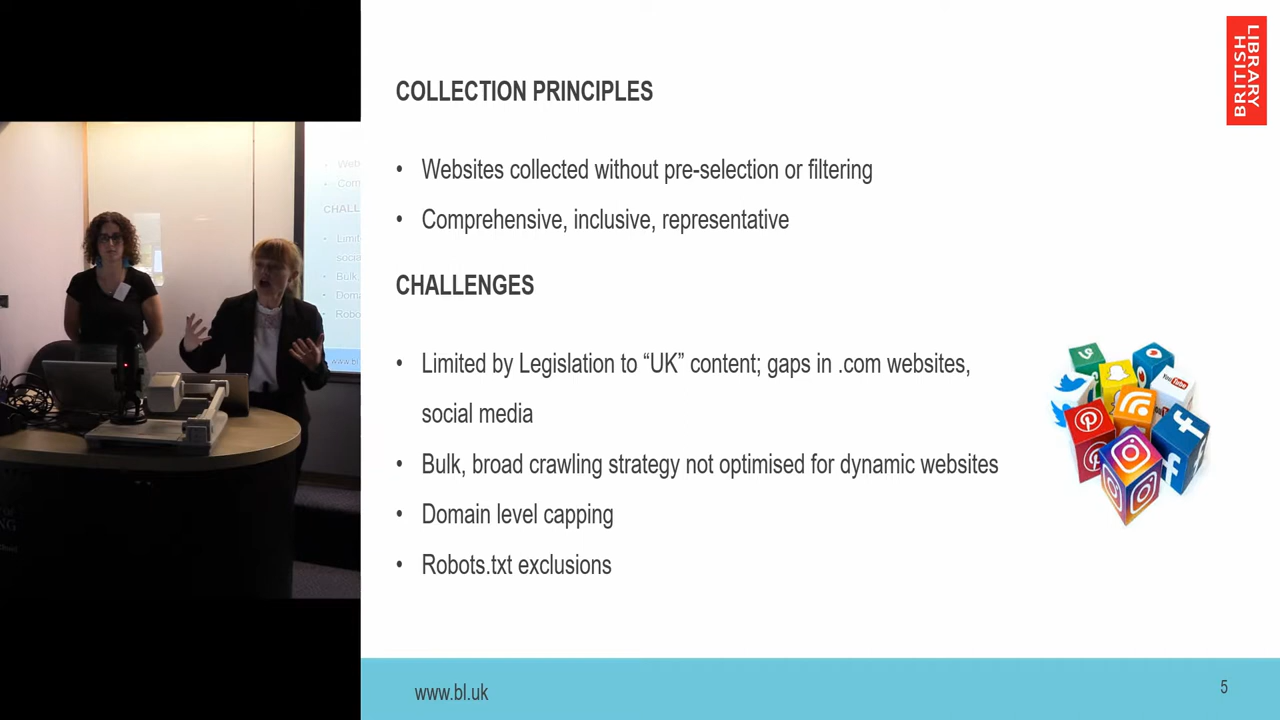 LIBRARY
BRITISH
COLLECTION PRINCIPLES
• Websites collected without pre-selection or filtering
• Comprehensive, inclusive, representative
CHALLENGES
• Limited by Legislation to “UK” content; gaps in .com websites,
social media
• Bulk, broad crawling strategy not optimised for dynamic websites
• Domain level capping
• Robots.txt exclusions
YouTube
www.bl.uk
5